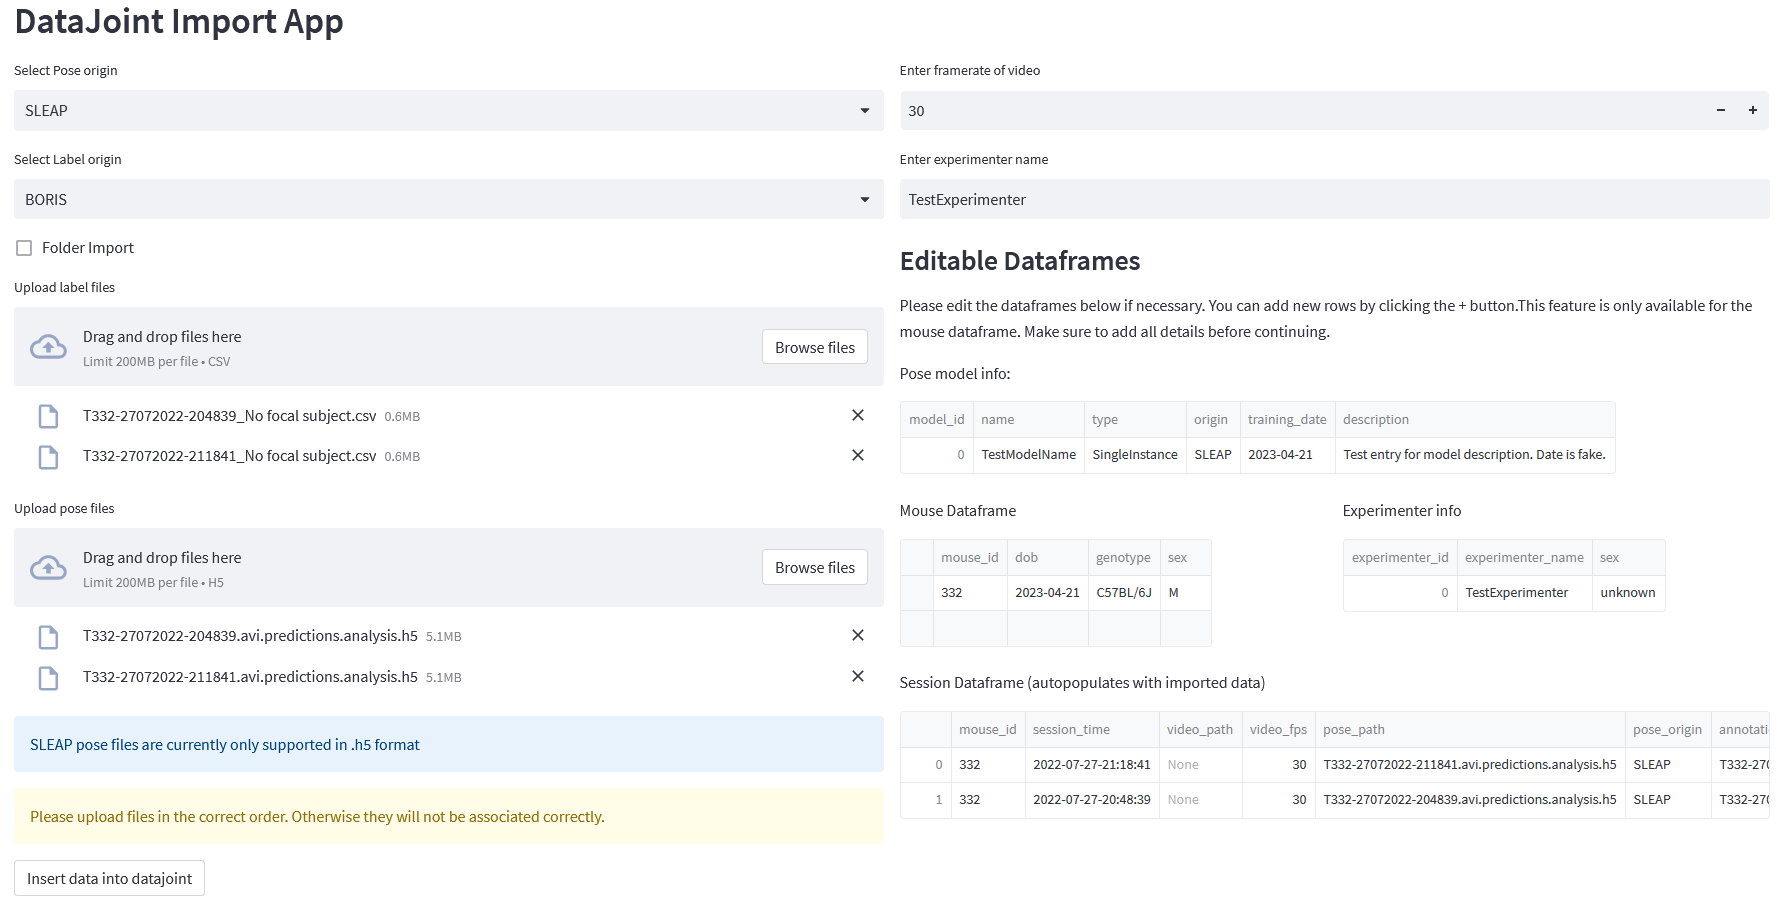 DataJoint Import App
Select Pose origin
SLEAP
Select Label origin
BORIS
Folder Import
Upload label files
Drag and drop files here
Limit 200MB per file • CSV
Browse files
T332-27072022-204839_No focal subject.csv 0.6MB
T332-27072022-211841_No focal subject.csv 0.6MB
Upload pose files
Drag and drop files here
Limit 200MB per file • H5
Browse files
T332-27072022-204839.avi.predictions.analysis.h5 5.1MB
T332-27072022-211841.avi.predictions.analysis.h5 5.1MB
SLEAP pose files are currently only supported in .h5 format
Please upload files in the correct order. Otherwise they will not be associated correctly.
Insert data into datajoint
Enter framerate of video
30
Enter experimenter name
TestExperimenter
Editable Dataframes
Please edit the dataframes below if necessary. You can add new rows by clicking the + button.This feature is only available for the
mouse dataframe. Make sure to add all details before continuing.
Pose model info:
model_id name type origin training_date description
0 TestModelName SingleInstance SLEAP 2023-04-21 Test entry for model description. Date is fake.
Mouse Dataframe
mouse_id dob genotype sex
332 2023-04-21 C57BL/6J M
Experimenter info
experimenter_id experimenter_name sex
0 TestExperimenter unknown
Session Dataframe (autopopulates with imported data)
mouse_id session_time video_path video_fps pose_path pose_origin annotati
0 332 2022-07-27-21:18:41 None 30 T332-27072022-211841.avi.predictions.analysis.h5 SLEAP T332-270
1 332 2022-07-27-20:48:39 None 30 T332-27072022-204839.avi.predictions.analysis.h5 SLEAP T332-270